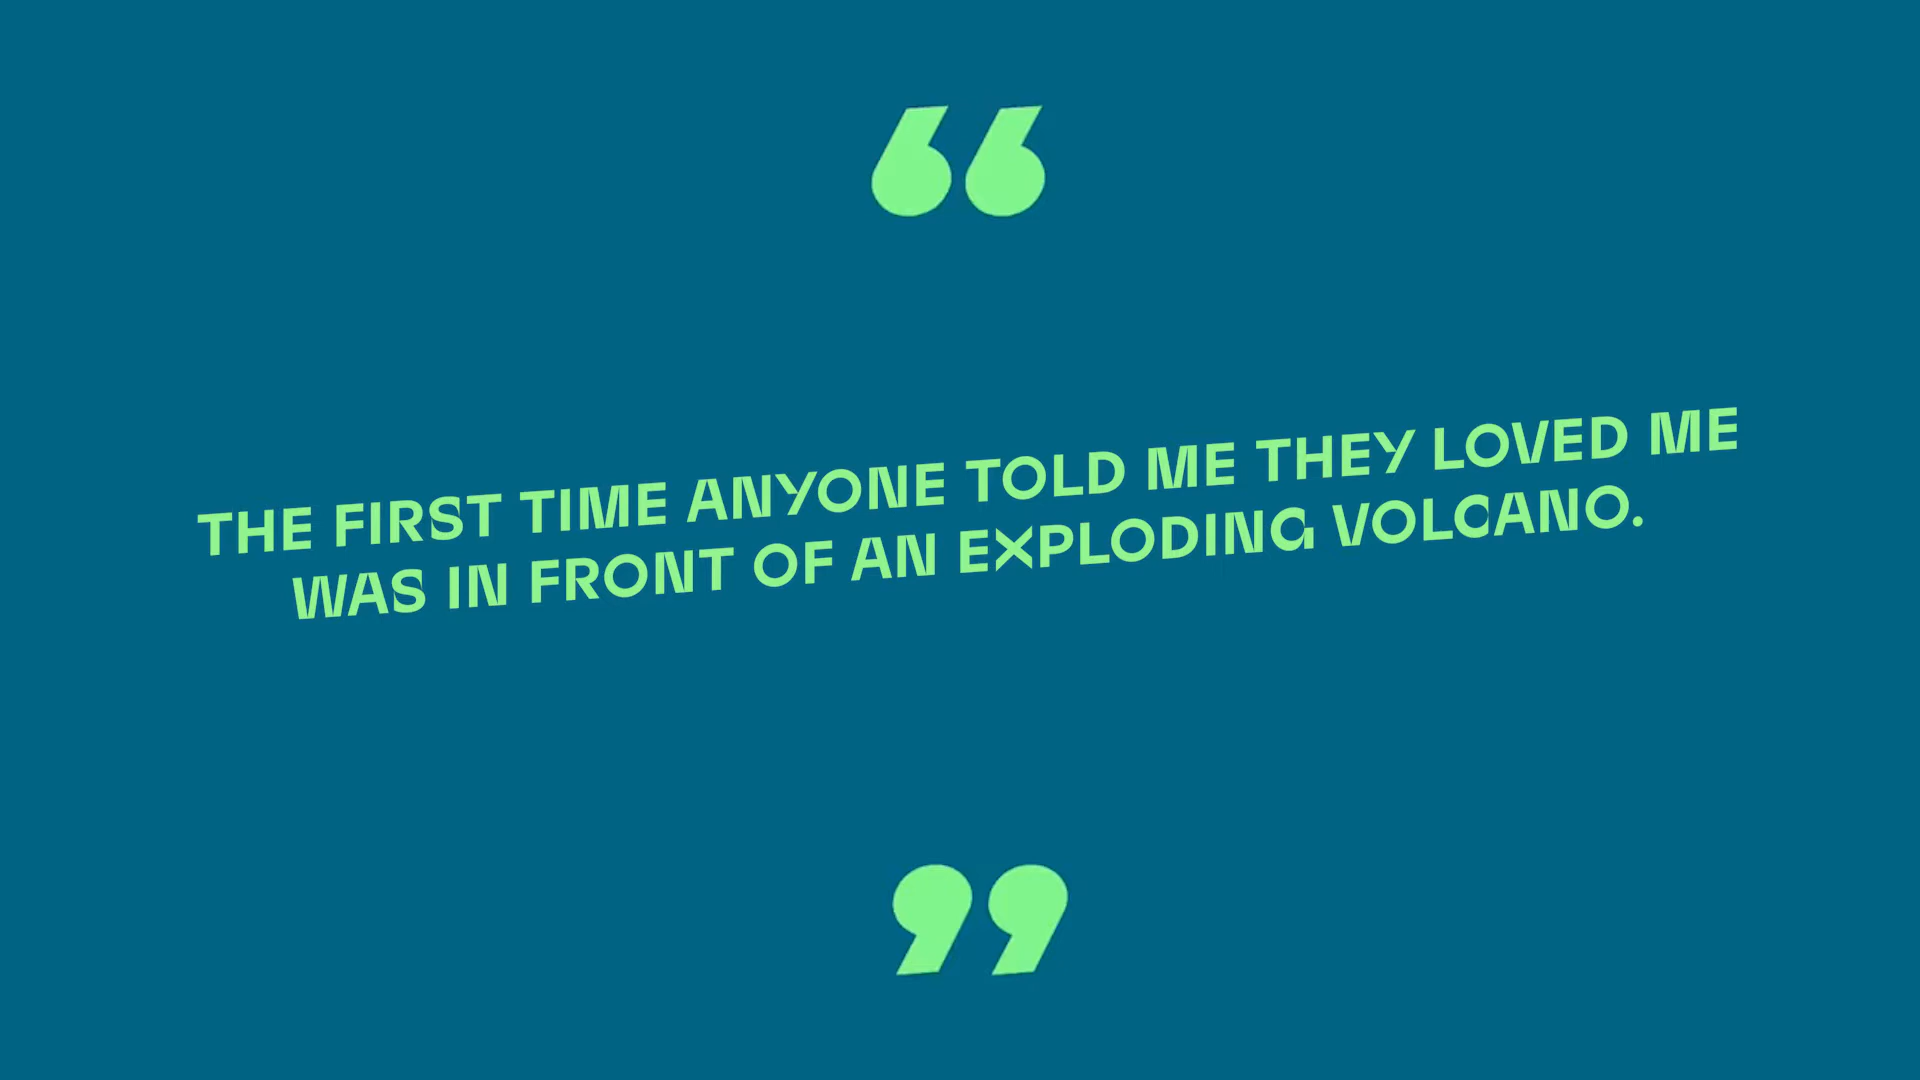 “
THE FIRST TIME ANYONE TOLD ME THEY LOVED ME
WAS IN FRONT OF AN EXPLODING VOLCANO.
”